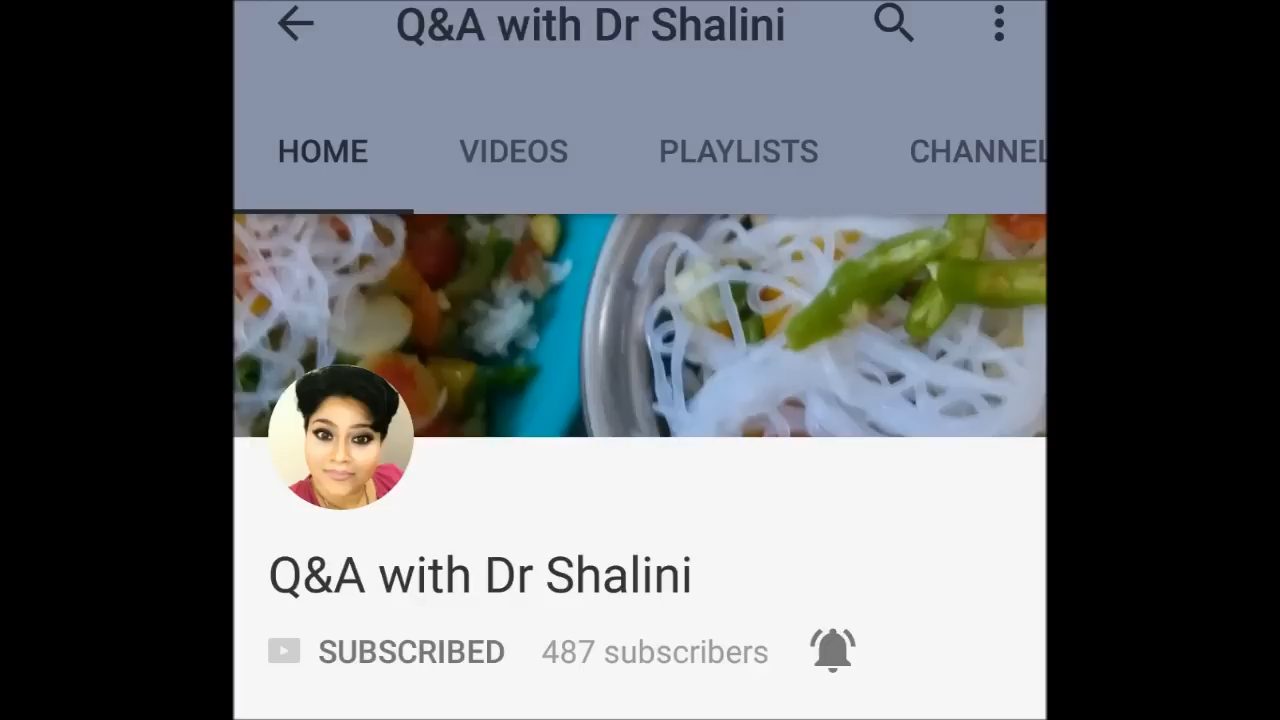 Q&A with Dr Shalini
HOME VIDEOS PLAYLISTS CHANNEL
Q&A with Dr Shalini
SUBSCRIBED 487 subscribers